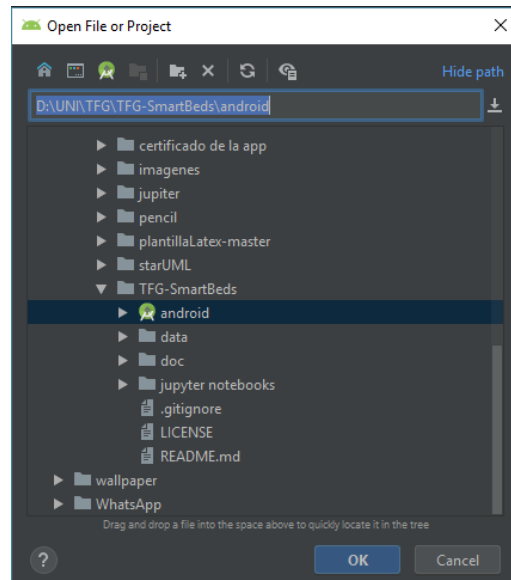 Open File or Project
Hide path
D:\UNI\TFG\TFG-SmartBeds\android
certificado de la app
imagenes
jupiter
pencil
plantillaLatex-master
starUML
TFG-SmartBeds
android
data
doc
jupyter notebooks
.gitignore
LICENSE
README.md
wallpaper
WhatsApp
Drag and drop a file into the space above to quickly locate it in the tree
?
OK
Cancel